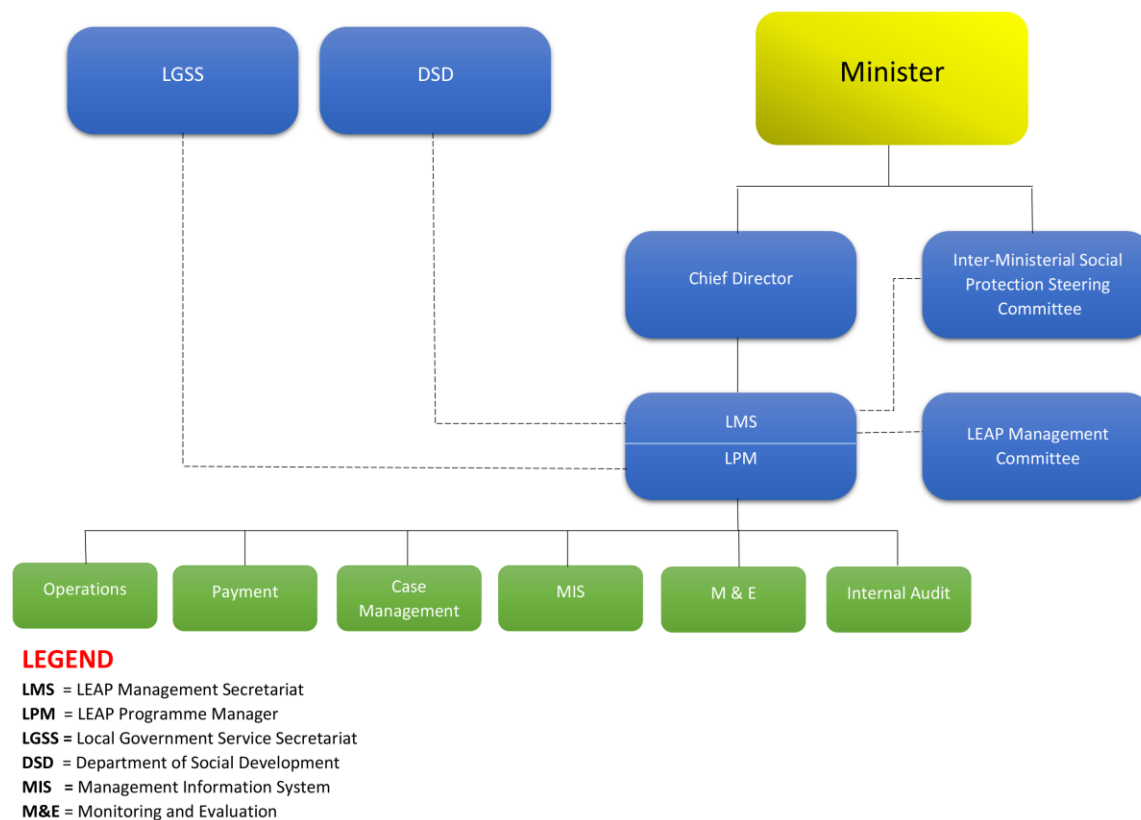 LGSS
DSD
Minister
Chief Director
Inter-Ministerial Social
Protection Steering
Committee
LMS
LPM
LEAP Management
Committee
Operations
Payment
Case
Management
MIS
M & E
Internal Audit
LEGEND
LMS = LEAP Management Secretariat
LPM = LEAP Programme Manager
LGSS = Local Government Service Secretariat
DSD = Department of Social Development
MIS = Management Information System
M&E = Monitoring and Evaluation